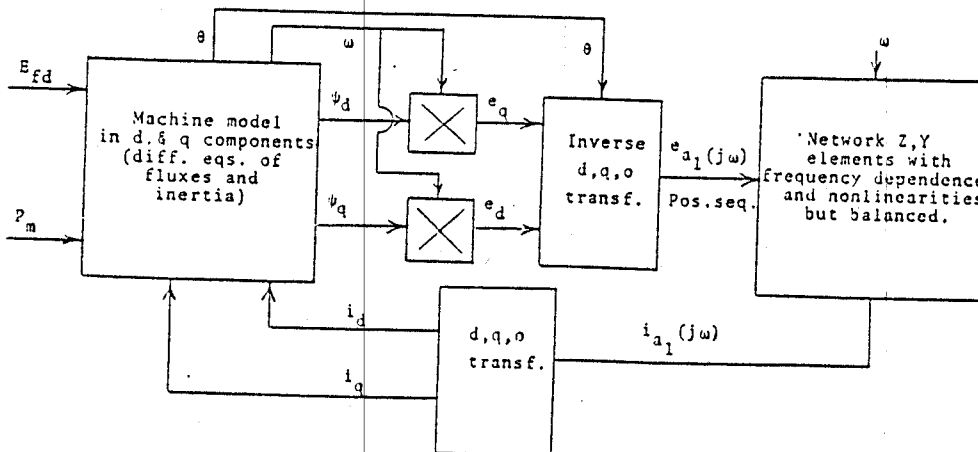 θ
ω
θ
ω
E_fd
Machine model
in d.& q components
(diff. eqs. of
fluxes and
inertia)
P_m
ψ_d
ψ_q
e_q
e_d
Inverse
d,q,o
transf.
e_a1(jω)
Pos.seq.
Network Z,Y
elements with
frequency dependence
and nonlinearities
but balanced.
i_d
i_q
d,q,o
transf.
i_a1(jω)